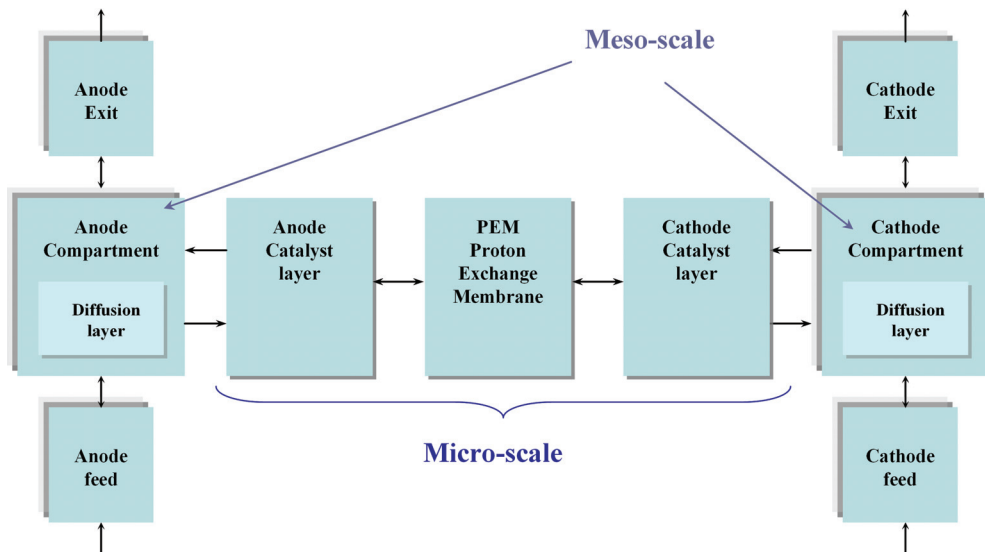 Meso-scale
Anode
Exit
Cathode
Exit
Anode
Compartment
Diffusion
layer
Anode
Catalyst
layer
PEM
Proton
Exchange
Membrane
Cathode
Catalyst
layer
Cathode
Compartment
Diffusion
layer
Micro-scale
Anode
feed
Cathode
feed